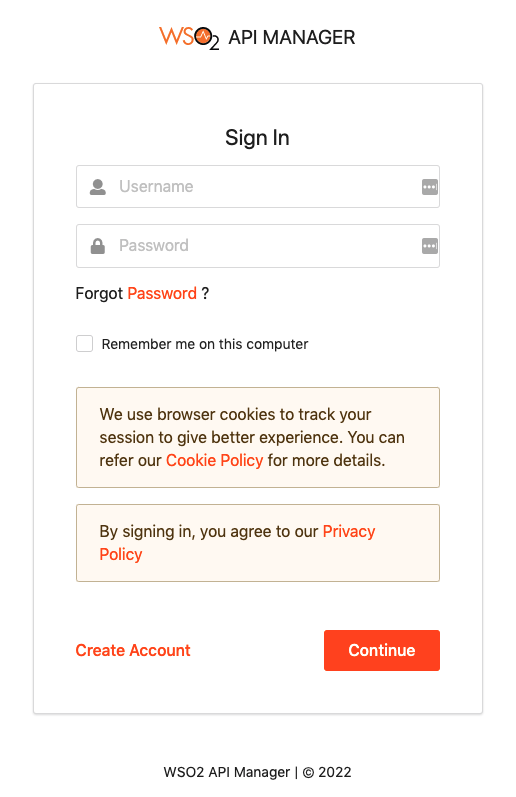 WSO2 API MANAGER
Sign In
Username
Password
Forgot Password ?
Remember me on this computer
We use browser cookies to track your
session to give better experience. You can
refer our Cookie Policy for more details.
By signing in, you agree to our Privacy
Policy
Create Account
Continue
WSO2 API Manager | © 2022